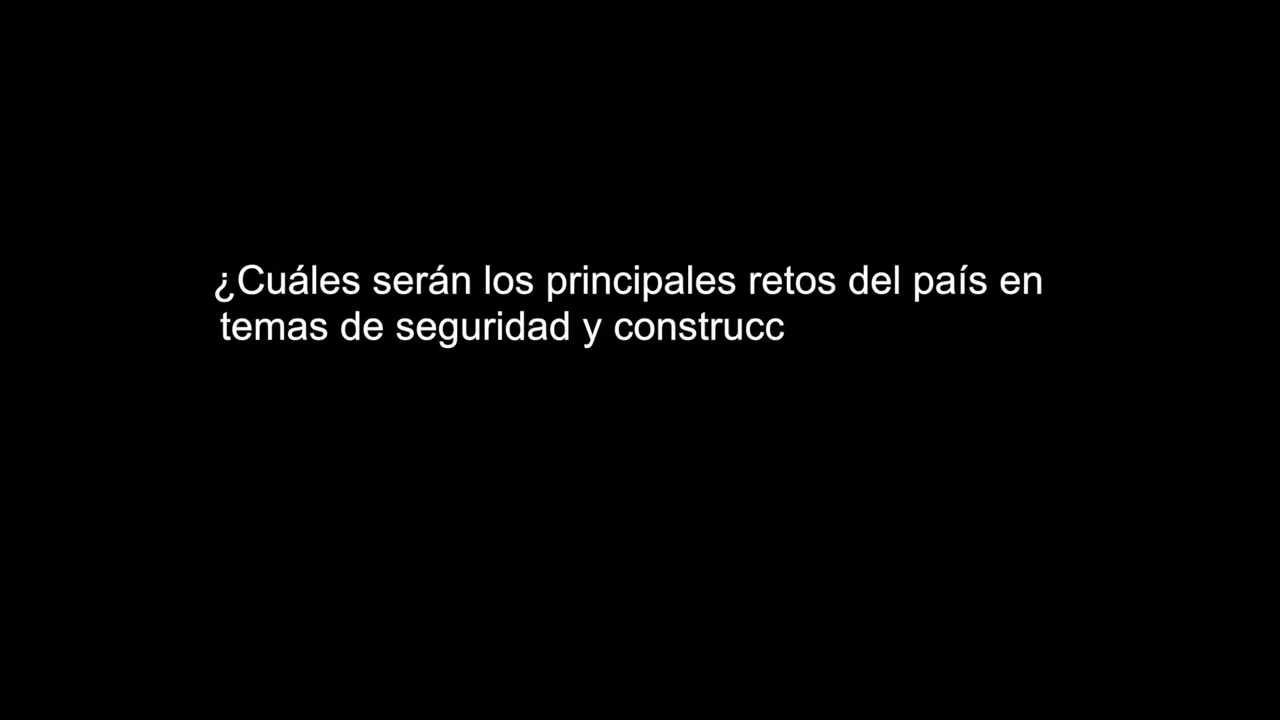 ¿Cuáles serán los principales retos del país en
temas de seguridad y construcc